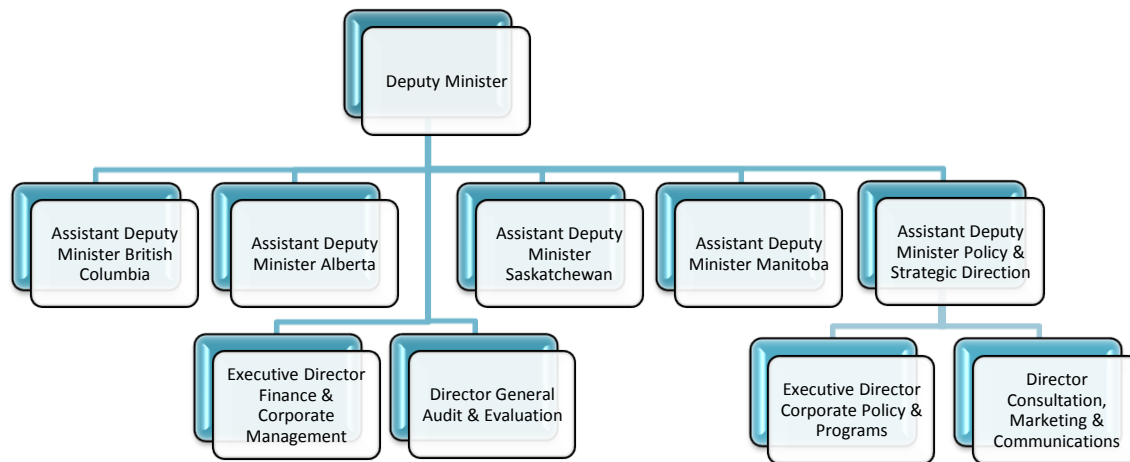 Deputy Minister
Assistant Deputy
Minister British
Columbia
Assistant Deputy
Minister Alberta
Assistant Deputy
Minister
Saskatchewan
Assistant Deputy
Minister Manitoba
Assistant Deputy
Minister Policy &
Strategic Direction
Executive Director
Finance &
Corporate
Management
Director General
Audit & Evaluation
Executive Director
Corporate Policy &
Programs
Director
Consultation,
Marketing &
Communications